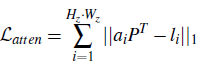 $\mathcal{L}_{atten} = \sum_{i=1}^{H_z \cdot W_z} ||a_i P^T - l_i||_1$